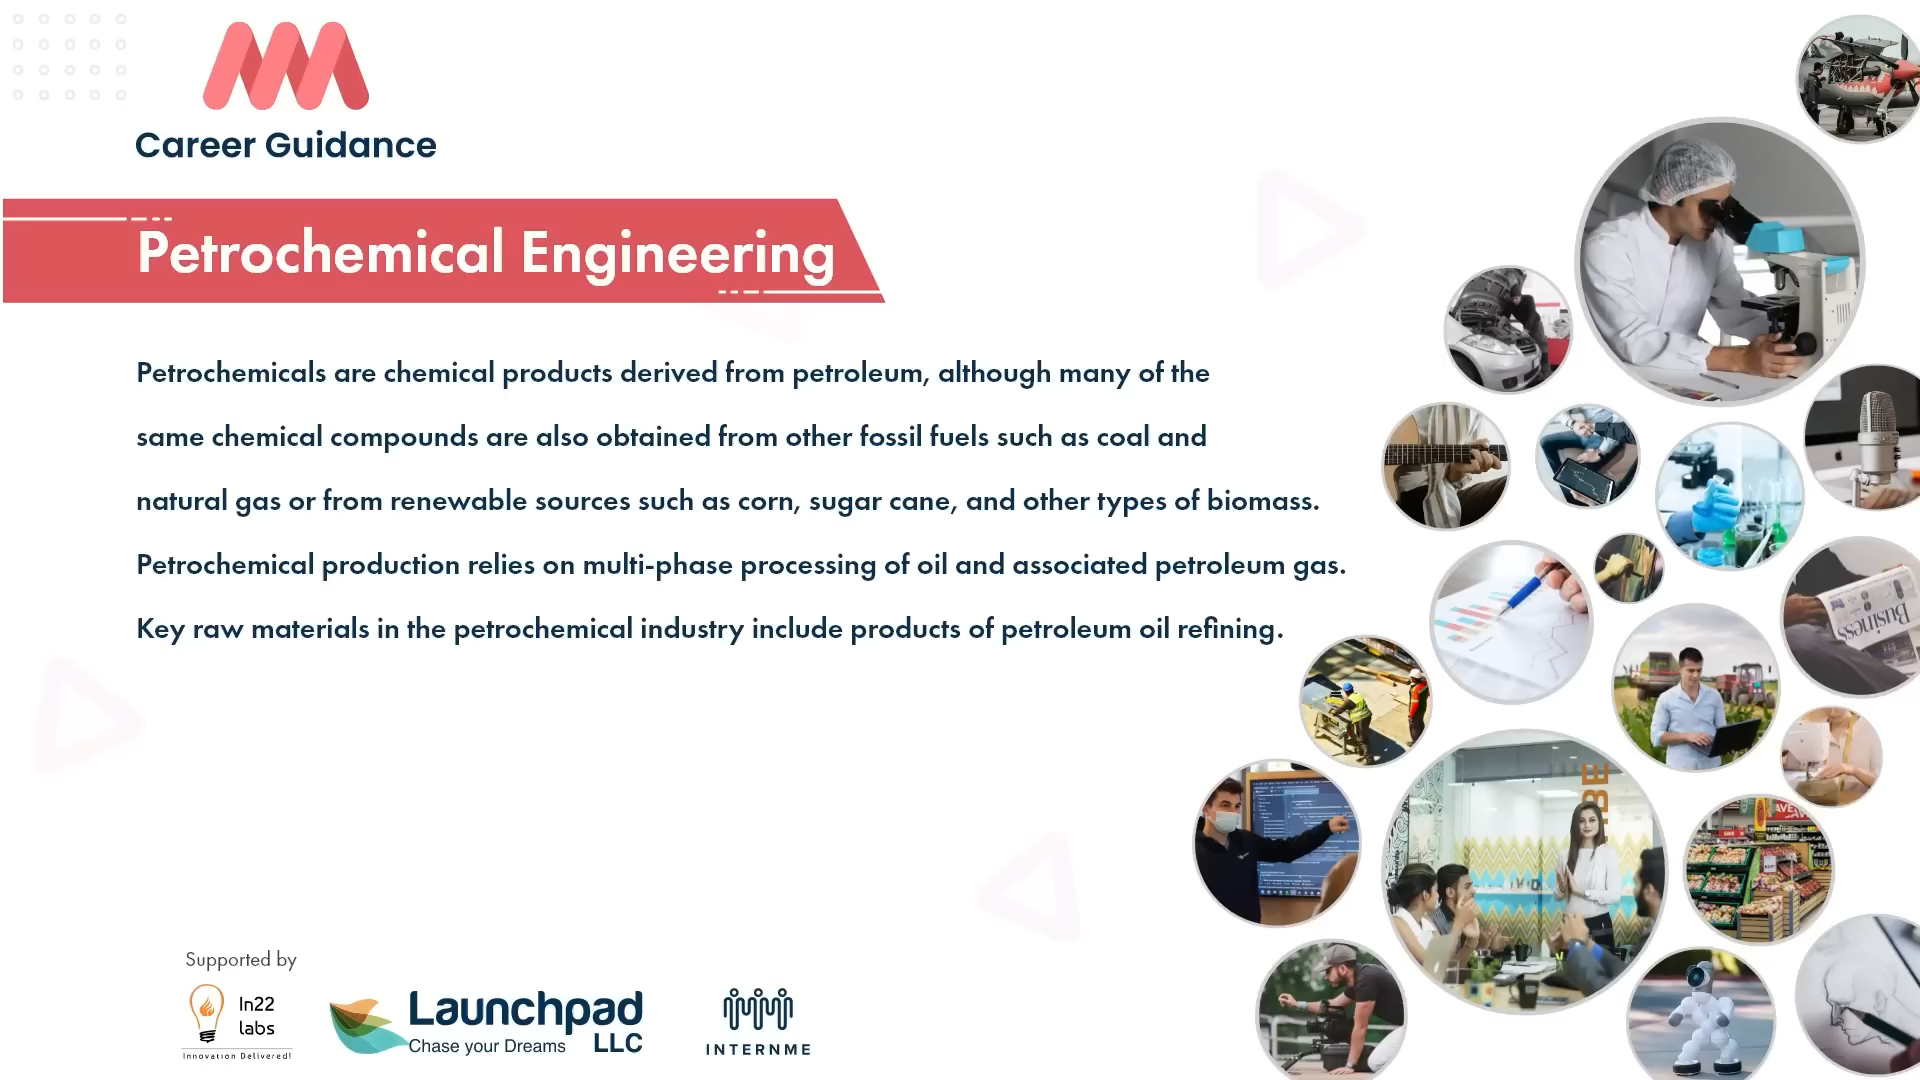 Career Guidance
Petrochemical Engineering
Petrochemicals are chemical products derived from petroleum, although many of the
same chemical compounds are also obtained from other fossil fuels such as coal and
natural gas or from renewable sources such as corn, sugar cane, and other types of biomass.
Petrochemical production relies on multi-phase processing of oil and associated petroleum gas.
Key raw materials in the petrochemical industry include products of petroleum oil refining.
Business
SAVE
Supported by
In22
labs
Innovation Delivered!
Launchpad
Chase your Dreams LLC
INTERNME